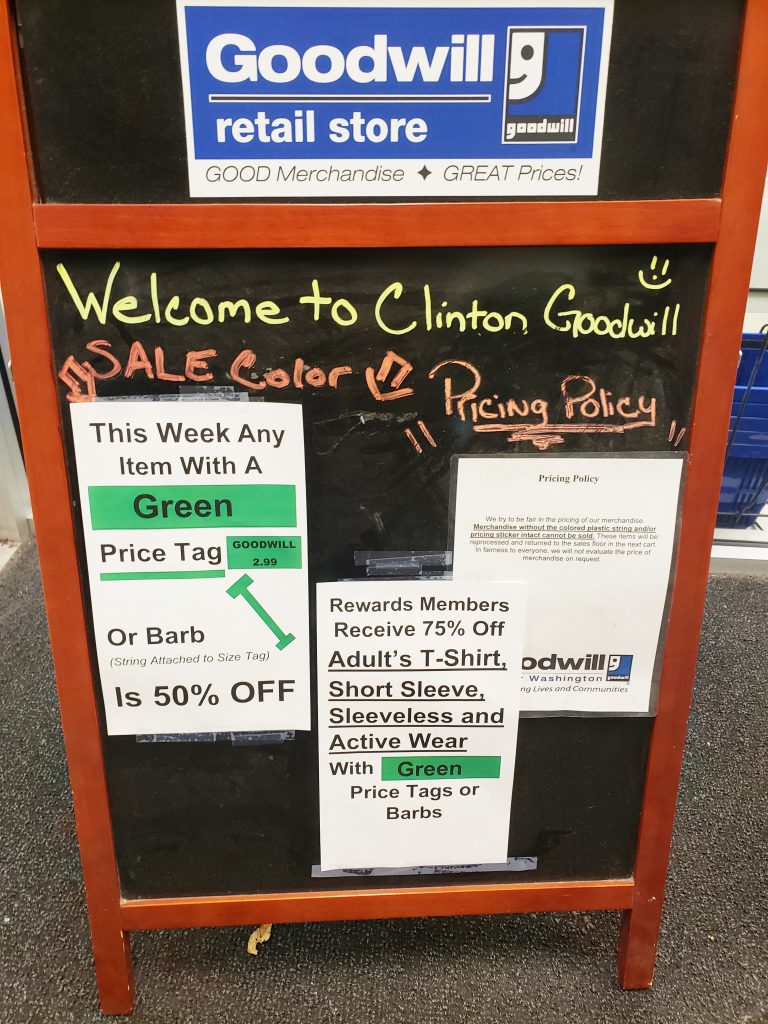 Goodwill
retail store
goodwill
GOOD Merchandise ✦ GREAT Prices!
Welcome to Clinton Goodwill
SALE Color
"Pricing Policy"
This Week Any
Item With A
Green
Price Tag
GOODWILL
2.99
Or Barb
(String Attached to Size Tag)
Is 50% OFF
Pricing Policy
We try to be fair in the pricing of our merchandise.
Merchandise without the colored plastic string and/or
pricing sticker intact cannot be sold. These items will be
reprocessed and returned to the sales floor in the next cart.
In fairness to everyone, we will not evaluate the price of
merchandise on request.
odwill
goodwill
Washington
ng Lives and Communities
Rewards Members
Receive 75% Off
Adult's T-Shirt,
Short Sleeve,
Sleeveless and
Active Wear
With Green
Price Tags or
Barbs